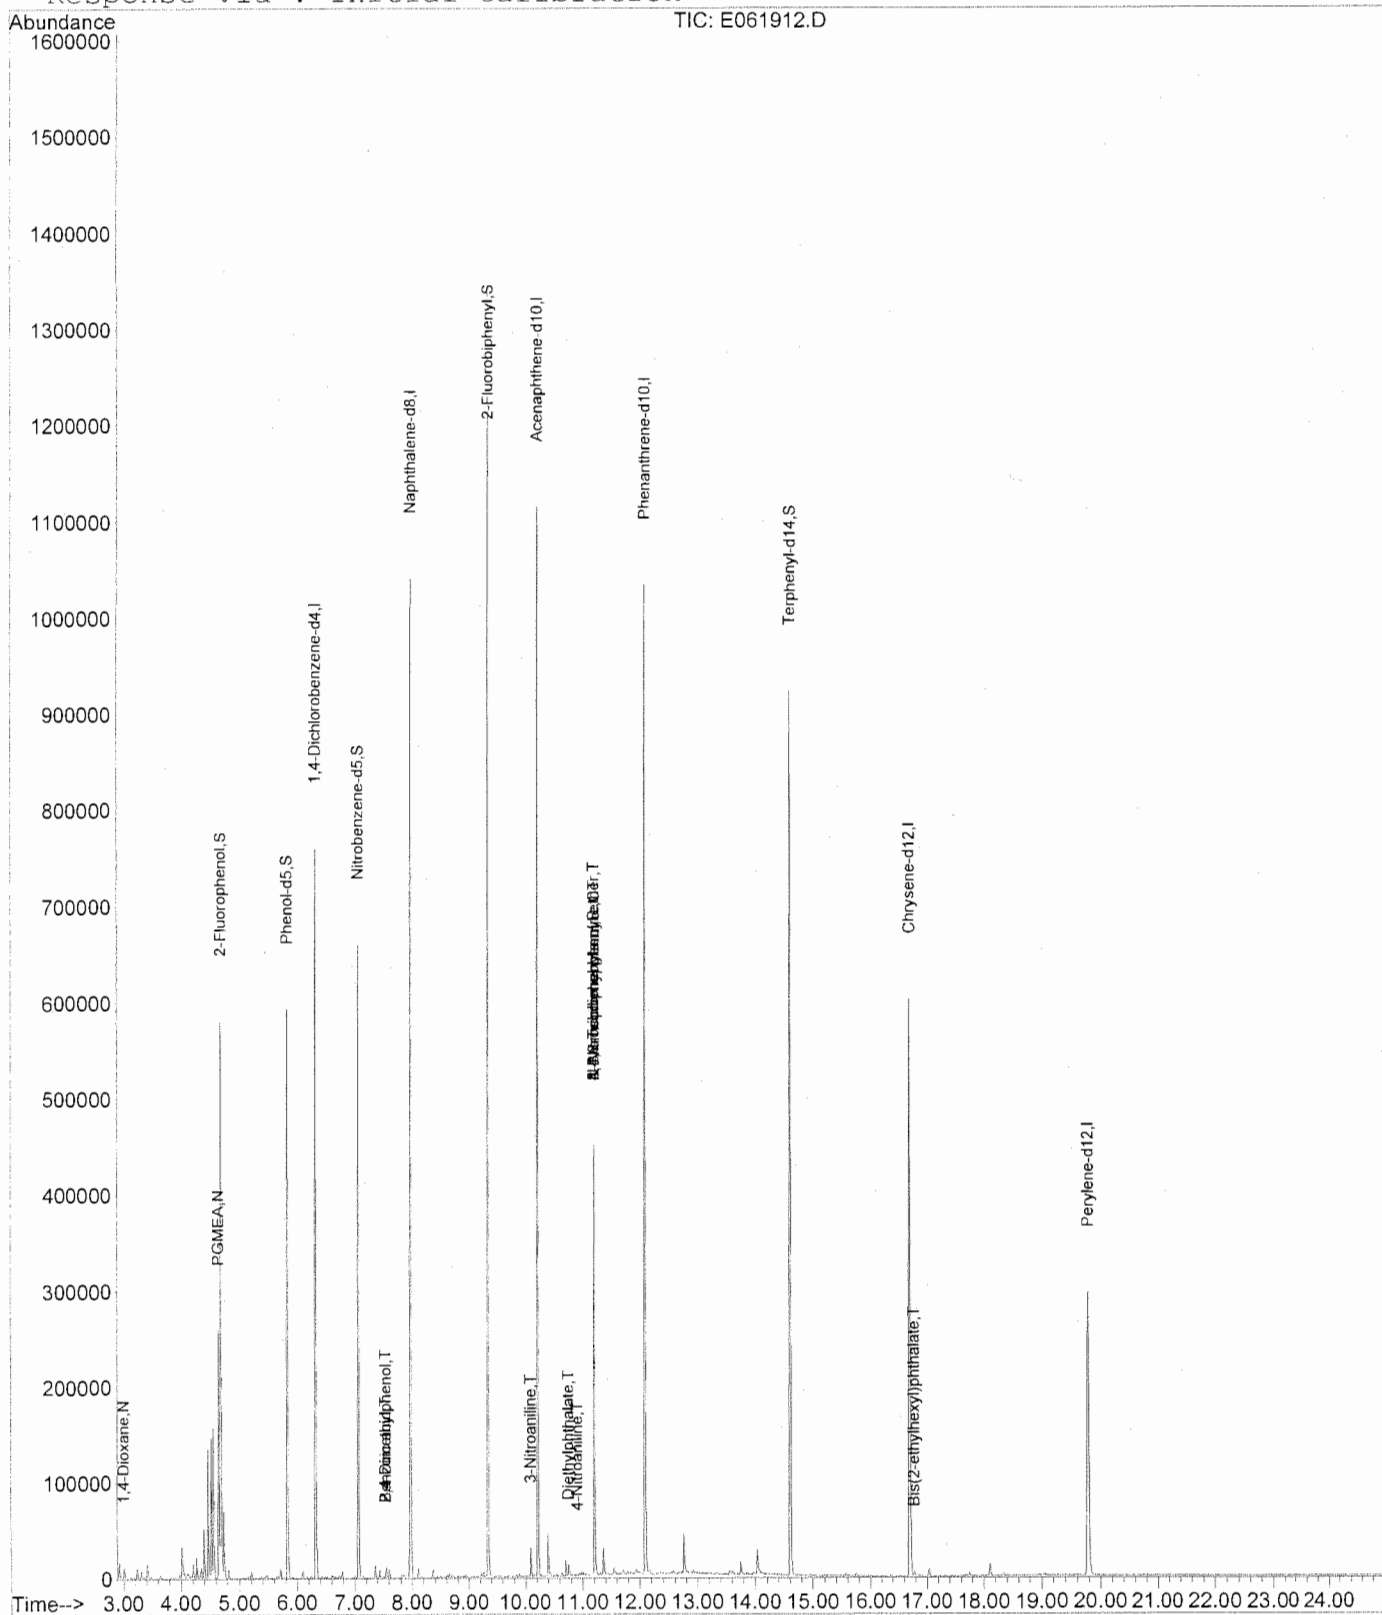 Response via : Initial Calibration
Abundance
TIC: E061912.D
1600000
1500000
1400000
1300000
1200000
1100000
1000000
900000
800000
700000
600000
500000
400000
300000
200000
100000
0
1,4-Dioxane,N
PGMEA,N
2-Fluorophenol,S
Phenol-d5,S
1,4-Dichlorobenzene-d4,I
Nitrobenzene-d5,S
2,4-Dimethylphenol,T
Naphthalene-d8,I
2-Fluorobiphenyl,S
3-Nitroaniline,T
Acenaphthene-d10,I
Diethylphthalate,T
4-Nitroaniline,T
Phenanthrene-d10,I
Terphenyl-d14,S
Chrysene-d12,I
Bis(2-ethylhexyl)phthalate,T
Perylene-d12,I
Time--> 3.00 4.00 5.00 6.00 7.00 8.00 9.00 10.00 11.00 12.00 13.00 14.00 15.00 16.00 17.00 18.00 19.00 20.00 21.00 22.00 23.00 24.00